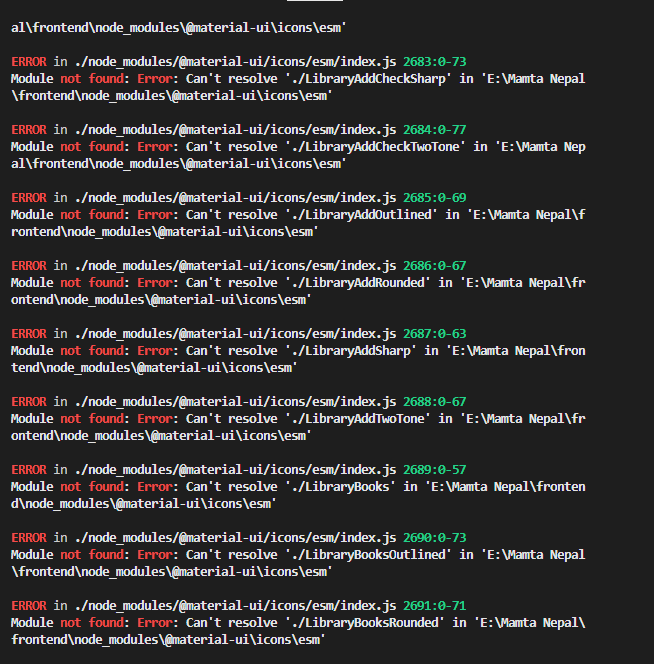 al\frontend\node_modules\@material-ui\icons\esm'
ERROR in ./node_modules/@material-ui/icons/esm/index.js 2683:0-73
Module not found: Error: Can't resolve './LibraryAddCheckSharp' in 'E:\Mamta Nepal
\frontend\node_modules\@material-ui\icons\esm'
ERROR in ./node_modules/@material-ui/icons/esm/index.js 2684:0-77
Module not found: Error: Can't resolve './LibraryAddCheckTwoTone' in 'E:\Mamta Nep
al\frontend\node_modules\@material-ui\icons\esm'
ERROR in ./node_modules/@material-ui/icons/esm/index.js 2685:0-69
Module not found: Error: Can't resolve './LibraryAddOutlined' in 'E:\Mamta Nepal\f
rontend\node_modules\@material-ui\icons\esm'
ERROR in ./node_modules/@material-ui/icons/esm/index.js 2686:0-67
Module not found: Error: Can't resolve './LibraryAddRounded' in 'E:\Mamta Nepal\fr
ontend\node_modules\@material-ui\icons\esm'
ERROR in ./node_modules/@material-ui/icons/esm/index.js 2687:0-63
Module not found: Error: Can't resolve './LibraryAddSharp' in 'E:\Mamta Nepal\fron
tend\node_modules\@material-ui\icons\esm'
ERROR in ./node_modules/@material-ui/icons/esm/index.js 2688:0-67
Module not found: Error: Can't resolve './LibraryAddTwoTone' in 'E:\Mamta Nepal\fr
ontend\node_modules\@material-ui\icons\esm'
ERROR in ./node_modules/@material-ui/icons/esm/index.js 2689:0-57
Module not found: Error: Can't resolve './LibraryBooks' in 'E:\Mamta Nepal\fronten
d\node_modules\@material-ui\icons\esm'
ERROR in ./node_modules/@material-ui/icons/esm/index.js 2690:0-73
Module not found: Error: Can't resolve './LibraryBooksOutlined' in 'E:\Mamta Nepal
\frontend\node_modules\@material-ui\icons\esm'
ERROR in ./node_modules/@material-ui/icons/esm/index.js 2691:0-71
Module not found: Error: Can't resolve './LibraryBooksRounded' in 'E:\Mamta Nepal\
frontend\node_modules\@material-ui\icons\esm'